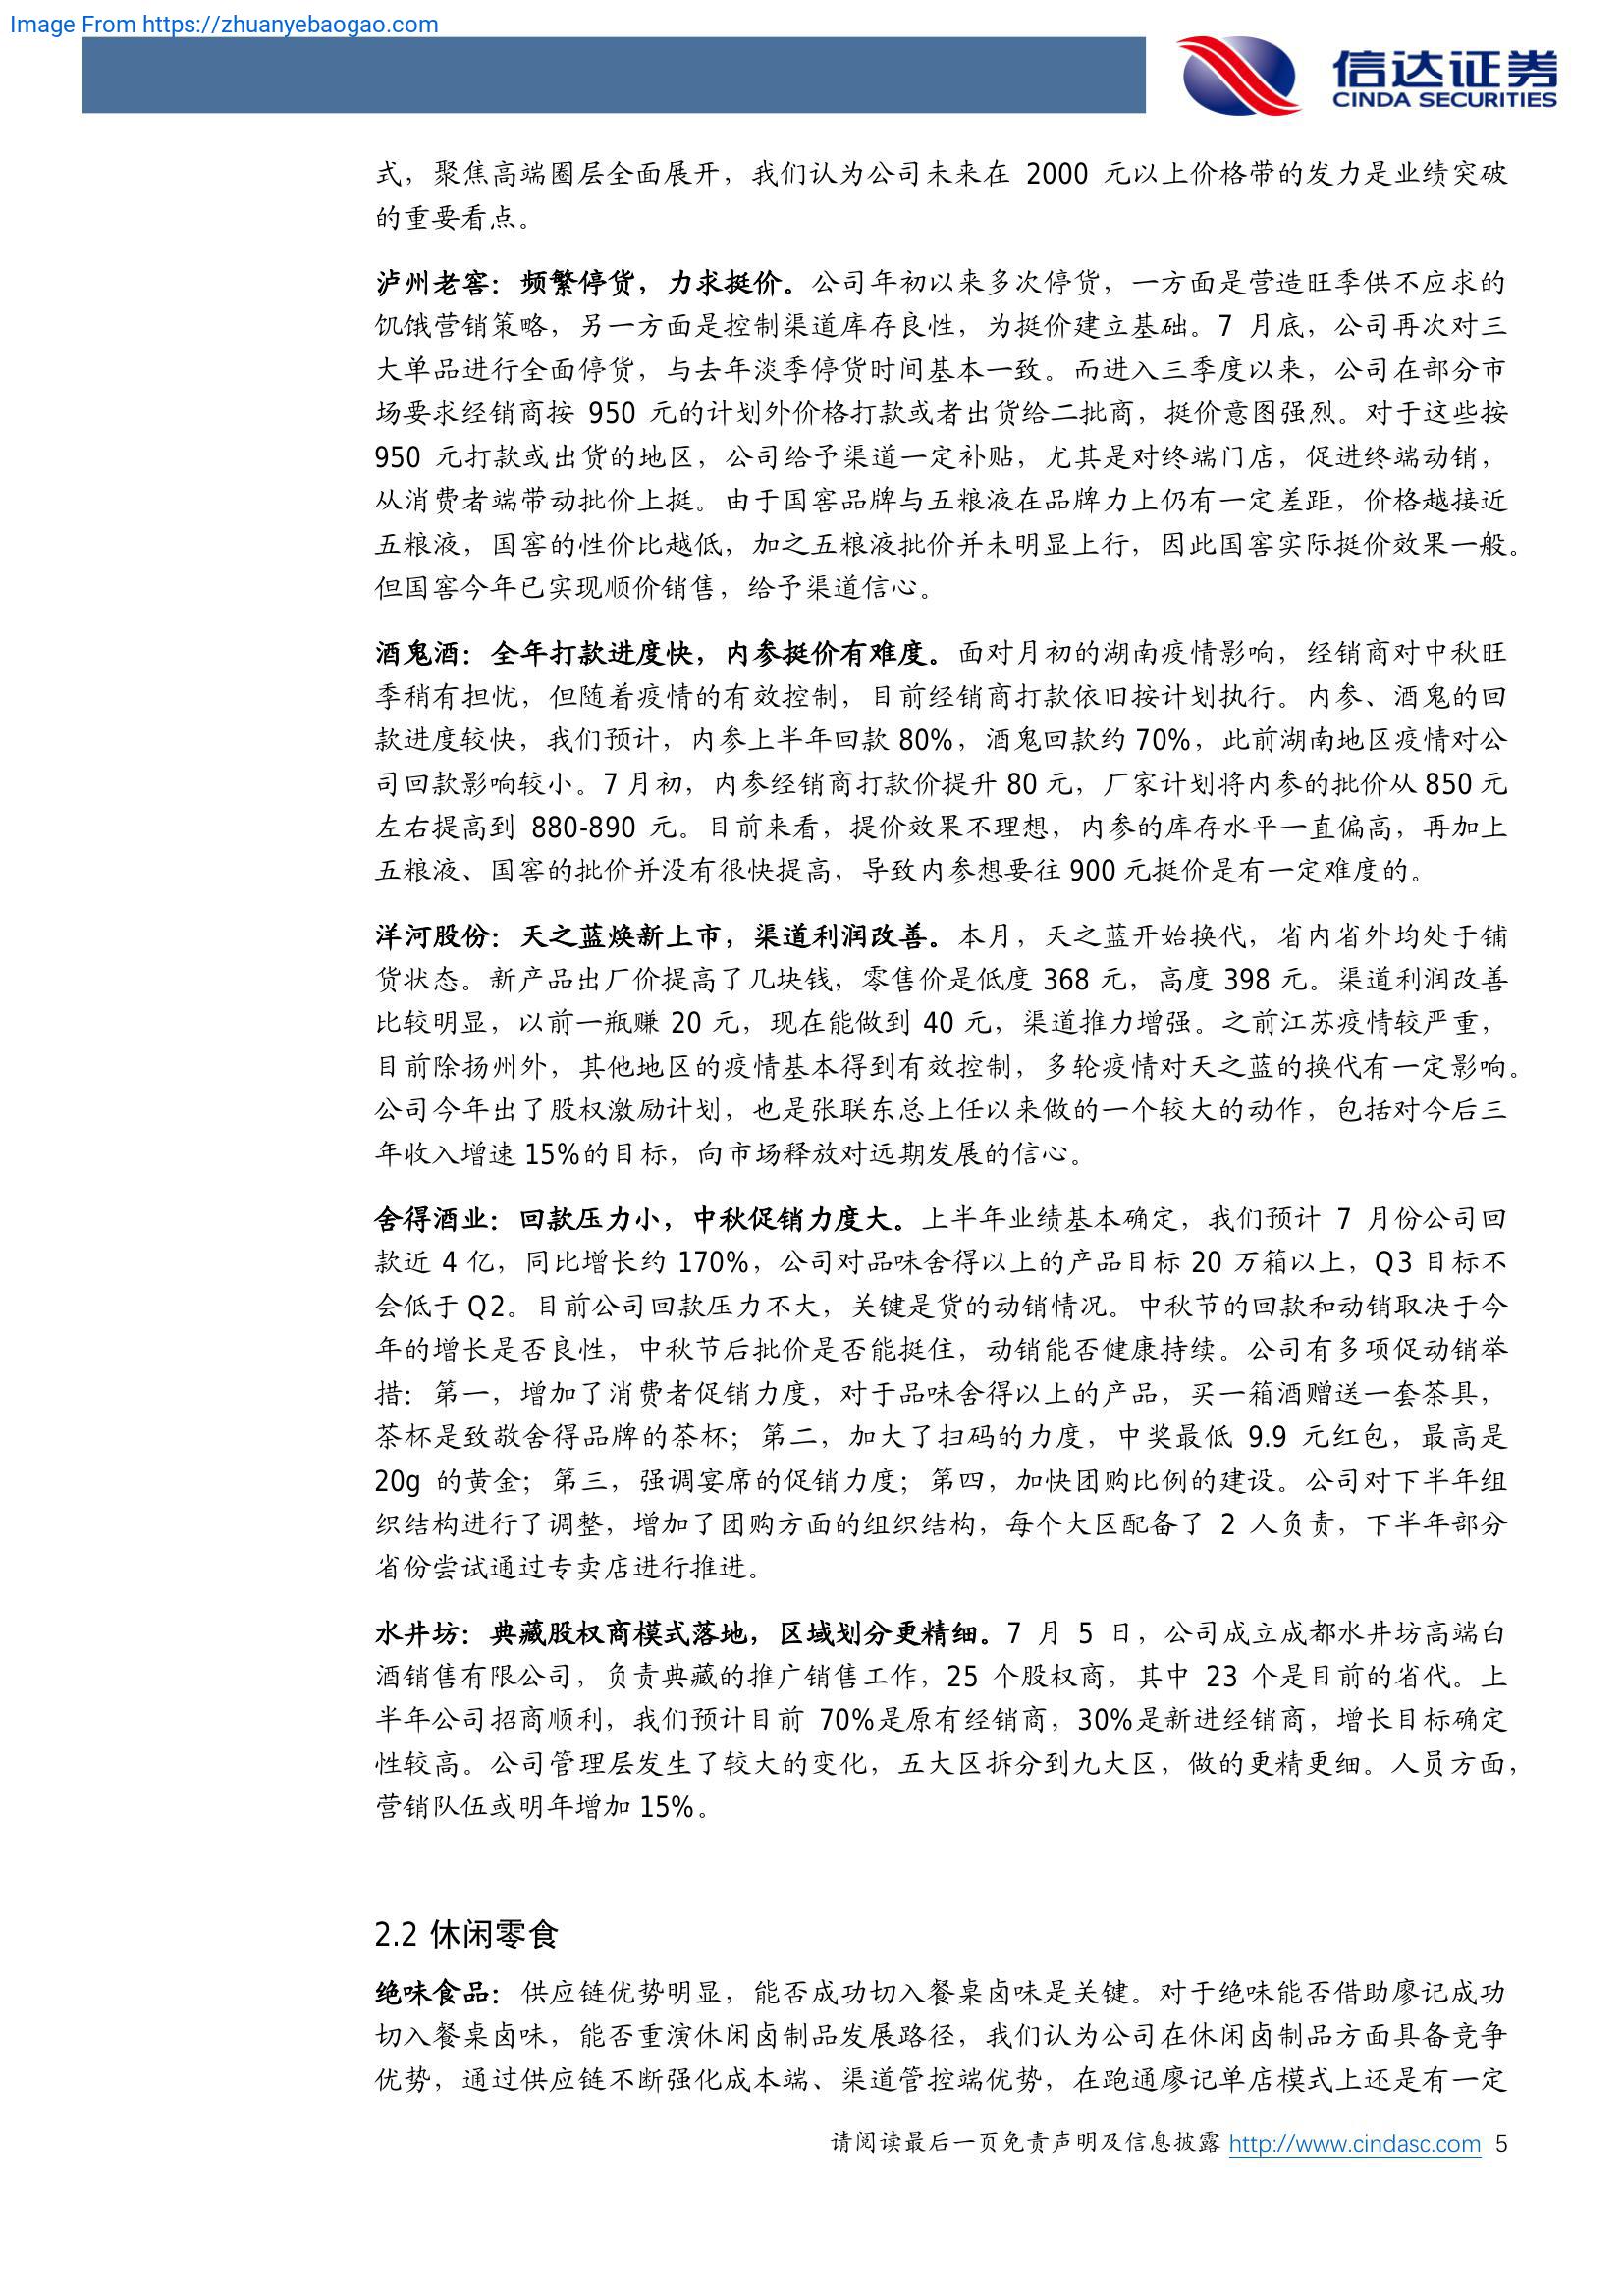 Image From https://zhuanyebaogao.com
信达证券
CINDA SECURITIES
式，聚焦高端圈层全面展开，我们认为公司未来在 2000 元以上价格带的发力是业绩突破
的重要看点。
泸州老窖：频繁停货，力求挺价。公司年初以来多次停货，一方面是营造旺季供不应求的
饥饿营销策略，另一方面是控制渠道库存良性，为挺价建立基础。7 月底，公司再次对三
大单品进行全面停货，与去年淡季停货时间基本一致。而进入三季度以来，公司在部分市
场要求经销商按 950 元的计划外价格打款或者出货给二批商，挺价意图强烈。对于这些按
950 元打款或出货的地区，公司给予渠道一定补贴，尤其是对终端门店，促进终端动销，
从消费者端带动批价上挺。由于国窖品牌与五粮液在品牌力上仍有一定差距，价格越接近
五粮液，国窖的性价比越低，加之五粮液批价并未明显上行，因此国窖实际挺价效果一般。
但国窖今年已实现顺价销售，给予渠道信心。
酒鬼酒：全年打款进度快，内参挺价有难度。面对月初的湖南疫情影响，经销商对中秋旺
季稍有担忧，但随着疫情的有效控制，目前经销商打款依旧按计划执行。内参、酒鬼的回
款进度较快，我们预计，内参上半年回款 80%，酒鬼回款约 70%，此前湖南地区疫情对公
司回款影响较小。7 月初，内参经销商打款价提升 80 元，厂家计划将内参的批价从 850 元
左右提高到 880-890 元。目前来看，提价效果不理想，内参的库存水平一直偏高，再加上
五粮液、国窖的批价并没有很快提高，导致内参想要往 900 元挺价是有一定难度的。
洋河股份：天之蓝焕新上市，渠道利润改善。本月，天之蓝开始换代，省内省外均处于铺
货状态。新产品出厂价提高了几块钱，零售价是低度 368 元，高度 398 元。渠道利润改善
比较明显，以前一瓶赚 20 元，现在能做到 40 元，渠道推力增强。之前江苏疫情较严重，
目前除扬州外，其他地区的疫情基本得到有效控制，多轮疫情对天之蓝的换代有一定影响。
公司今年出了股权激励计划，也是张联东总上任以来做的一个较大的动作，包括对今后三
年收入增速 15%的目标，向市场释放对远期发展的信心。
舍得酒业：回款压力小，中秋促销力度大。上半年业绩基本确定，我们预计 7 月份公司回
款近 4 亿，同比增长约 170%，公司对品味舍得以上的产品目标 20 万箱以上，Q3 目标不
会低于 Q2。目前公司回款压力不大，关键是货的动销情况。中秋节的回款和动销取决于今
年的增长是否良性，中秋节后批价是否能挺住，动销能否健康持续。公司有多项促动销举
措：第一，增加了消费者促销力度，对于品味舍得以上的产品，买一箱酒赠送一套茶具，
茶杯是致敬舍得品牌的茶杯；第二，加大了扫码的力度，中奖最低 9.9 元红包，最高是
20g 的黄金；第三，强调宴席的促销力度；第四，加快团购比例的建设。公司对下半年组
织结构进行了调整，增加了团购方面的组织结构，每个大区配备了 2 人负责，下半年部分
省份尝试通过专卖店进行推进。
水井坊：典藏股权商模式落地，区域划分更精细。7 月 5 日，公司成立成都水井坊高端白
酒销售有限公司，负责典藏的推广销售工作，25 个股权商，其中 23 个是目前的省代。上
半年公司招商顺利，我们预计目前 70%是原有经销商，30%是新进经销商，增长目标确定
性较高。公司管理层发生了较大的变化，五大区拆分到九大区，做的更精更细。人员方面，
营销队伍或明年增加 15%。
2.2 休闲零食
绝味食品：供应链优势明显，能否成功切入餐桌卤味是关键。对于绝味能否借助廖记成功
切入餐桌卤味，能否重演休闲卤制品发展路径，我们认为公司在休闲卤制品方面具备竞争
优势，通过供应链不断强化成本端、渠道管控端优势，在跑通廖记单店模式上还是有一定
请阅读最后一页免责声明及信息披露 http://www.cindasc.com 5